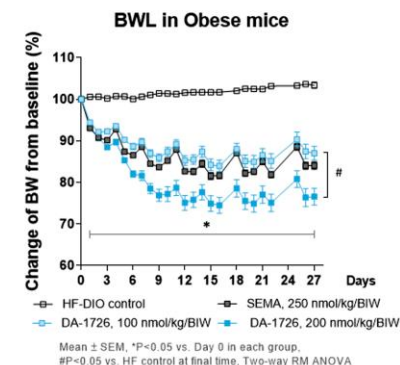 BWL in Obese mice
Change of BW from baseline (%)
110
100
90
80
70
60
#
*
0 3 6 9 12 15 18 21 24 27 Days
HF-DIO control SEMA, 250 nmol/kg/BIW
DA-1726, 100 nmol/kg/BIW DA-1726, 200 nmol/kg/BIW
Mean ± SEM, *P<0.05 vs. Day 0 in each group,
#P<0.05 vs. HF control at final time. Two-way RM ANOVA